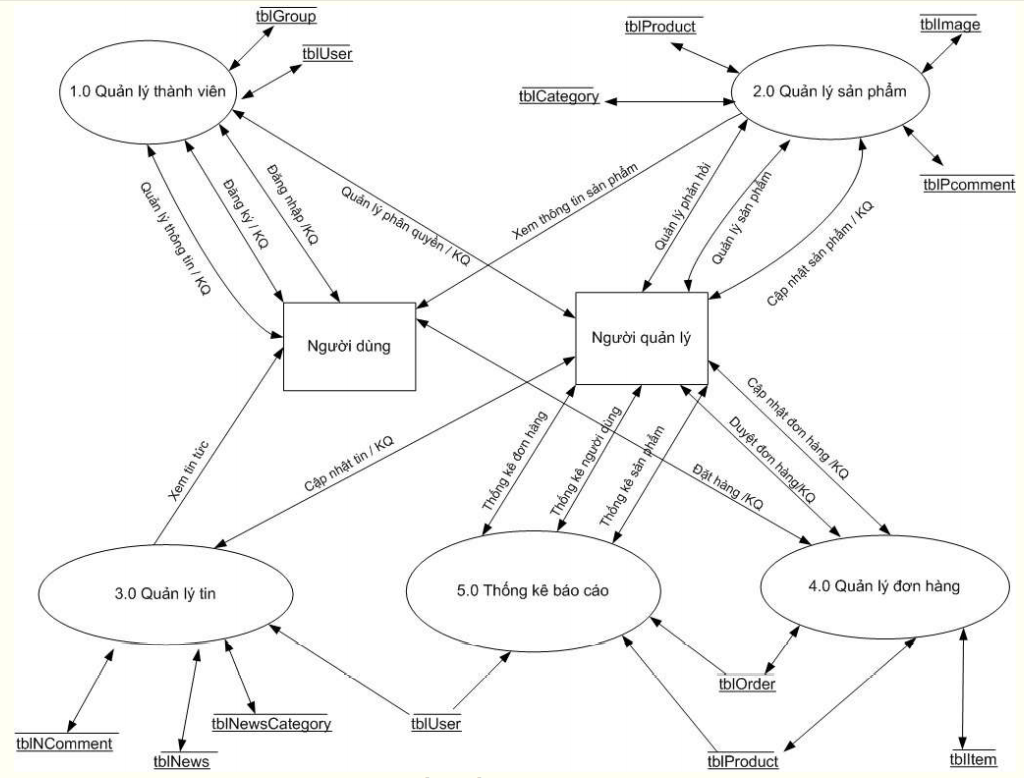 tblGroup
tblUser
1.0 Quản lý thành viên
tblProduct
tblImage
tblCategory
2.0 Quản lý sản phẩm
tblPcomment
Quản lý thông tin / KQ
Đăng ký / KQ
Đăng nhập /KQ
Quản lý phân quyền / KQ
Xem thông tin sản phẩm
Quản lý phản hồi
Quản lý sản phẩm
Cập nhật sản phẩm / KQ
Người dùng
Người quản lý
Xem tin tức
Cập nhật tin / KQ
Thống kê đơn hàng
Thống kê người dùng
Thống kê sản phẩm
Đặt hàng /KQ
Duyệt đơn hàng/KQ
Cập nhật đơn hàng /KQ
3.0 Quản lý tin
5.0 Thống kê báo cáo
4.0 Quản lý đơn hàng
tblNComment
tblNews
tblNewsCategory
tblUser
tblOrder
tblProduct
tblItem